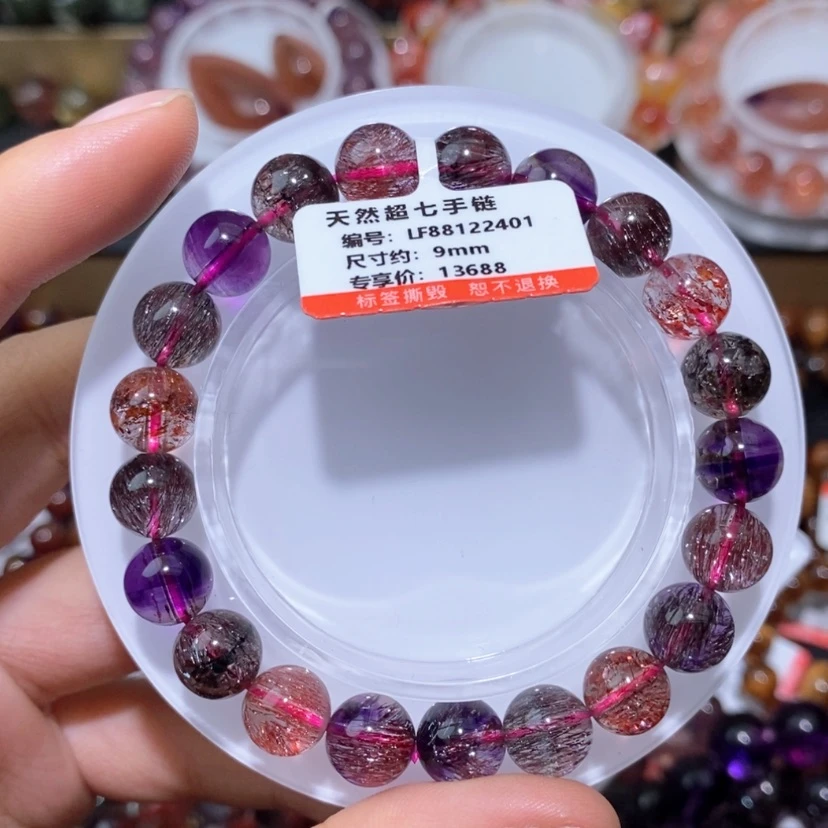 天然超七手链
编号：LF88122401
尺寸约：9mm
专享价：13688
标签撕毁 恕不退换